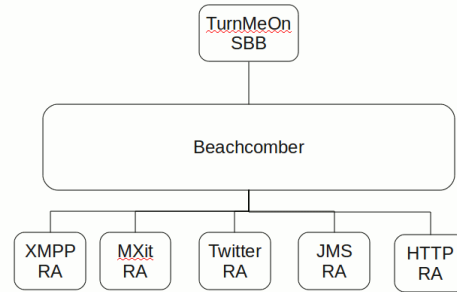 TurnMeOn
SBB
Beachcomber
XMPP
RA
MXit
RA
Twitter
RA
JMS
RA
HTTP
RA